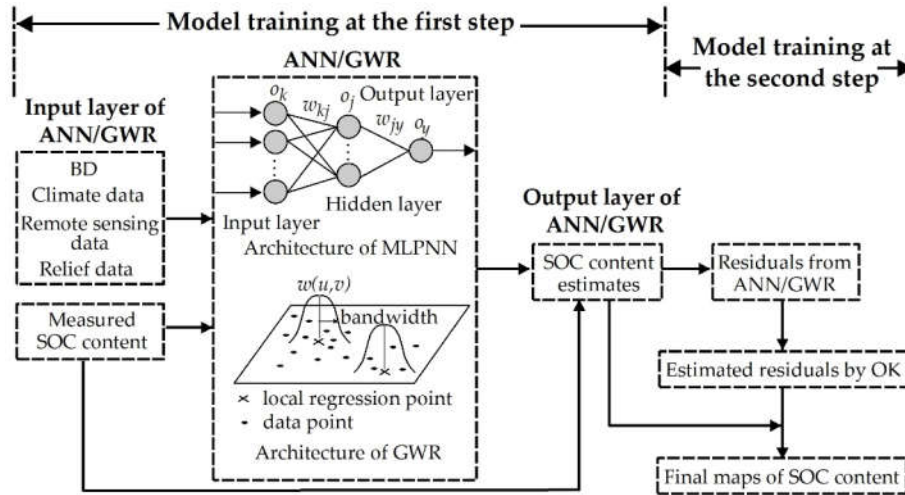 Model training at the first step
Model training at
the second step
ANN/GWR
Input layer of
ANN/GWR
BD
Climate data
Remote sensing
data
Relief data
Measured
SOC content
o_k
w_kj
o_j
Output layer
w_jy
o_y
Hidden layer
Input layer
Architecture of MLPNN
w(u,v)
bandwidth
× local regression point
• data point
Architecture of GWR
Output layer of
ANN/GWR
SOC content
estimates
Residuals from
ANN/GWR
Estimated residuals by OK
Final maps of SOC content